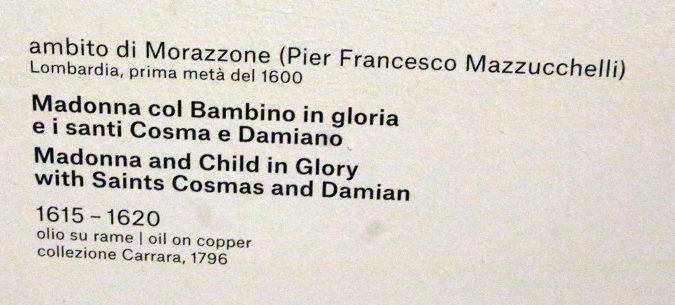 ambito di Morazzone (Pier Francesco Mazzucchelli)
Lombardia, prima metà del 1600
Madonna col Bambino in gloria
e i santi Cosma e Damiano
Madonna and Child in Glory
with Saints Cosmas and Damian
1615 – 1620
olio su rame | oil on copper
collezione Carrara, 1796